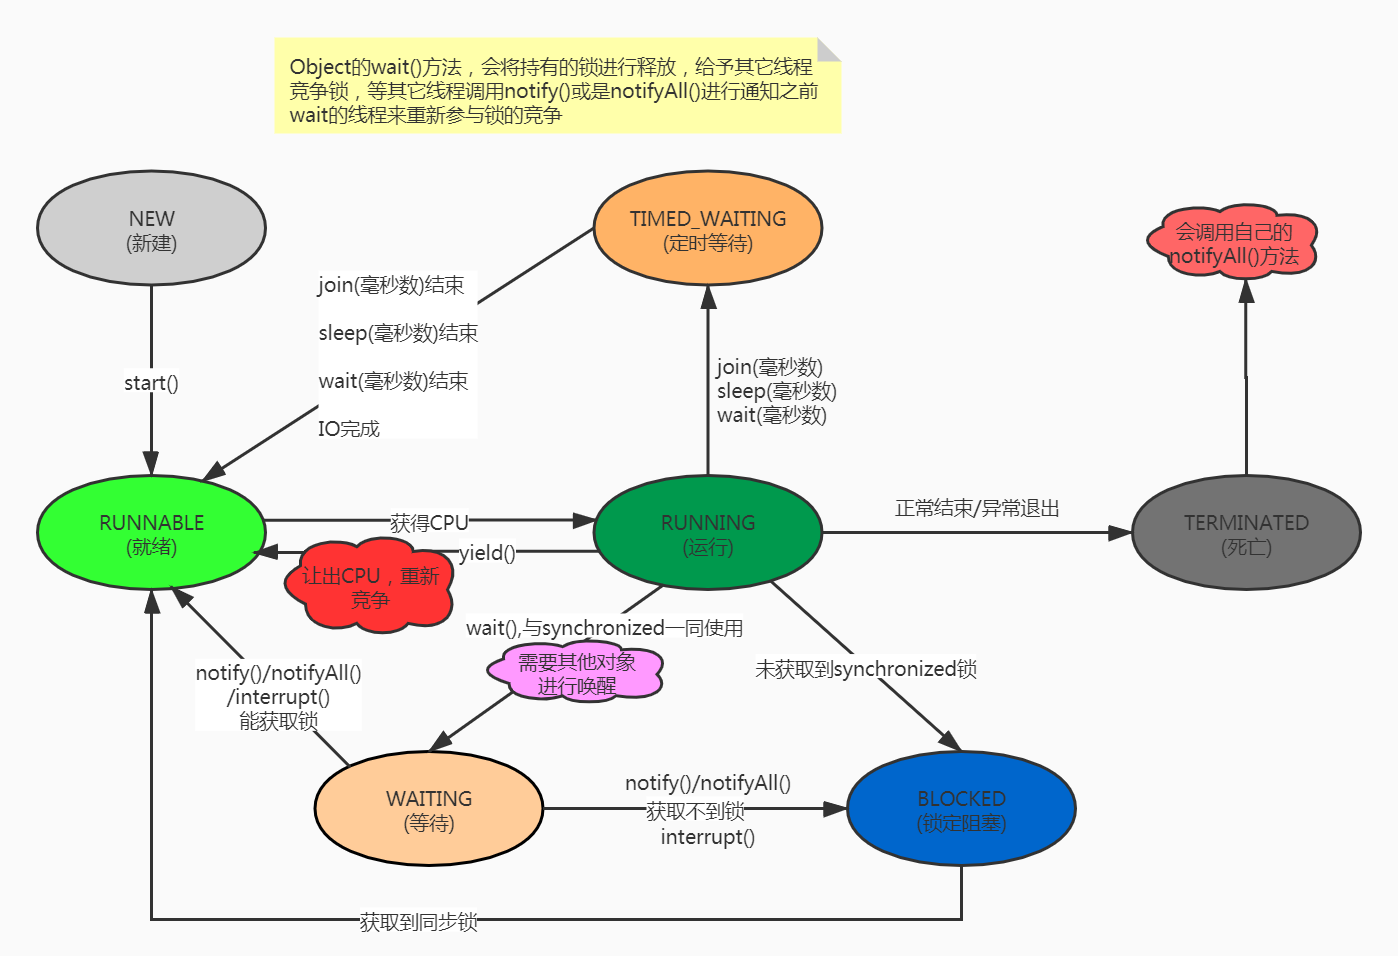 Object的wait()方法，会将持有的锁进行释放，给予其它线程
竞争锁，等其它线程调用notify()或是notifyAll()进行通知之前
wait的线程来重新参与锁的竞争
NEW
(新建)
TIMED_WAITING
(定时等待)
会调用自己的
notifyAll()方法
join(毫秒数)结束
sleep(毫秒数)结束
wait(毫秒数)结束
IO完成
start()
join(毫秒数)
sleep(毫秒数)
wait(毫秒数)
RUNNABLE
(就绪)
获得CPU
yield()
让出CPU，重新
竞争
RUNNING
(运行)
正常结束/异常退出
TERMINATED
(死亡)
wait(),与synchronized一同使用
需要其他对象
进行唤醒
未获取到synchronized锁
notify()/notifyAll()
/interrupt()
能获取锁
WAITING
(等待)
notify()/notifyAll()
获取不到锁
interrupt()
BLOCKED
(锁定阻塞)
获取到同步锁